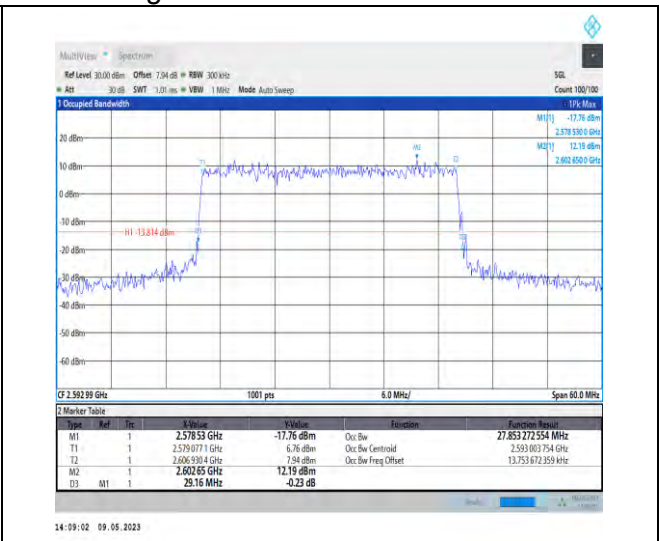 MultiView Spectrum
Ref Level 30.00 dBm Offset 7.94 dB RBW 300 kHz SGL
Att 30 dB SWT 1.01 ms VBW 1 MHz Mode Auto Sweep Count 100/100
1 Occupied Bandwidth 1Pk Max
M1[1] -17.76 dBm
2.578 530 0 GHz
20 dBm
M2[1] 12.19 dBm
2.602 650 0 GHz
M2
T1
10 dBm
0 dBm
-10 dBm
H1 -13.814 dBm
-20 dBm
-30 dBm
-40 dBm
-50 dBm
-60 dBm
CF 2.592 99 GHz 1001 pts 6.0 MHz/ Span 60.0 MHz
2 Marker Table
Type Ref Trc X-Value Y-Value Function Function Result
M1 1 2.578 53 GHz -17.76 dBm Occ Bw 27.853 272 554 MHz
T1 1 2.579 077 1 GHz 6.76 dBm Occ Bw Centroid 2.593 003 754 GHz
T2 1 2.606 930 4 GHz 7.94 dBm Occ Bw Freq Offset 13.753 672 359 kHz
M2 1 2.602 65 GHz 12.19 dBm
D3 M1 1 29.16 MHz -0.23 dB
14:09:02 09.05.2023